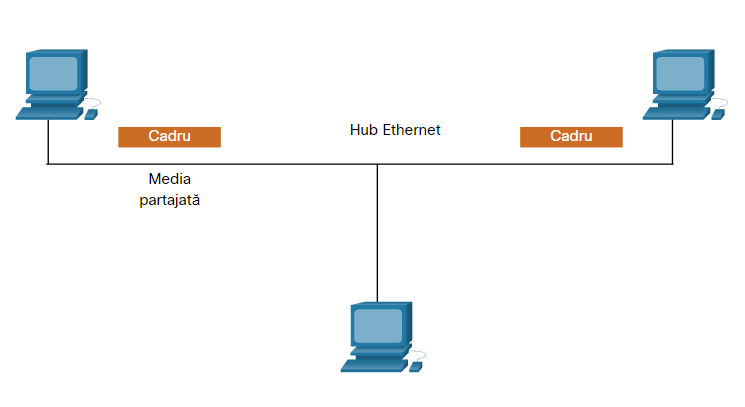 Hub Ethernet
Cadru
Cadru
Media
partajată